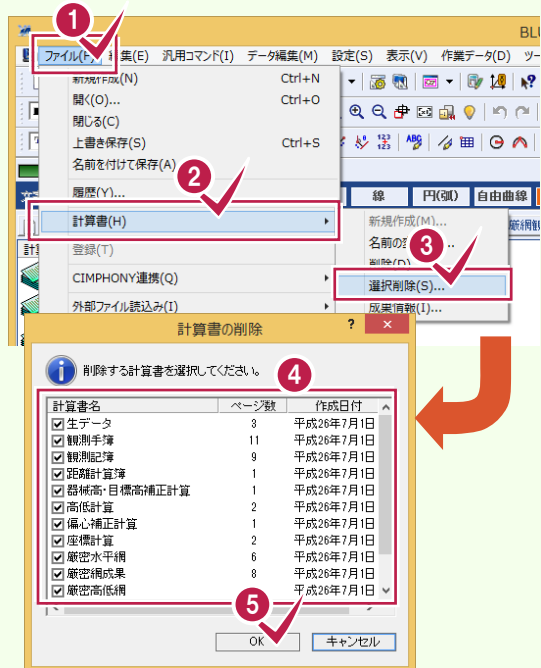 1
BLU
ファイル(F) 集(E) 汎用コマンド(I) データ編集(M) 設定(S) 表示(V) 作業データ(D) ツー
新規作成(N) Ctrl+N
開く(O)... Ctrl+O
閉じる(C)
上書き保存(S) Ctrl+S
名前を付けて保存(A)
2
履歴(Y)...
線 円(弧) 自由曲線
計算書(H)
新規作成(M)...
登録(T)
名前の
3
削除(D)
CIMPHONY連携(Q)
選択削除(S)...
外部ファイル読込み(I)
成果情報(I)...
計算書の削除 ? ×
削除する計算書を選択してください。
4
計算書名 ページ数 作成日付
生データ 3 平成26年7月1日
観測手簿 11 平成26年7月1日
観測記簿 9 平成26年7月1日
距離計算簿 1 平成26年7月1日
器械高・目標高補正計算 1 平成26年7月1日
高低計算 2 平成26年7月1日
偏心補正計算 1 平成26年7月1日
座標計算 2 平成26年7月1日
厳密水平網 6 平成26年7月1日
厳密網成果 8 平成26年7月1日
厳密高低網 平成26年7月1日
5
OK キャンセル